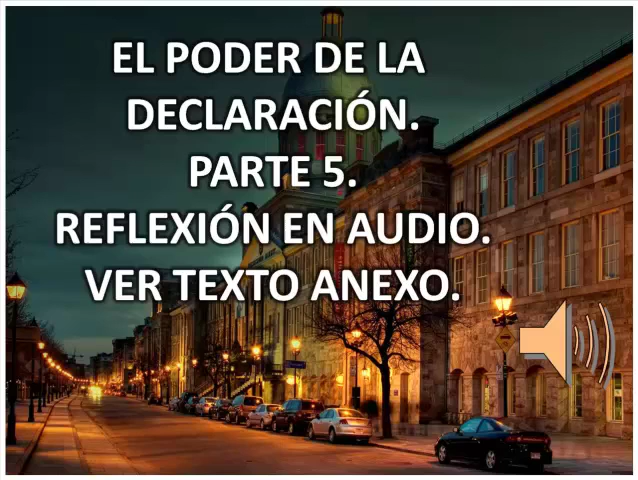 EL PODER DE LA
DECLARACIÓN.
PARTE 5.
REFLEXIÓN EN AUDIO.
VER TEXTO ANEXO.